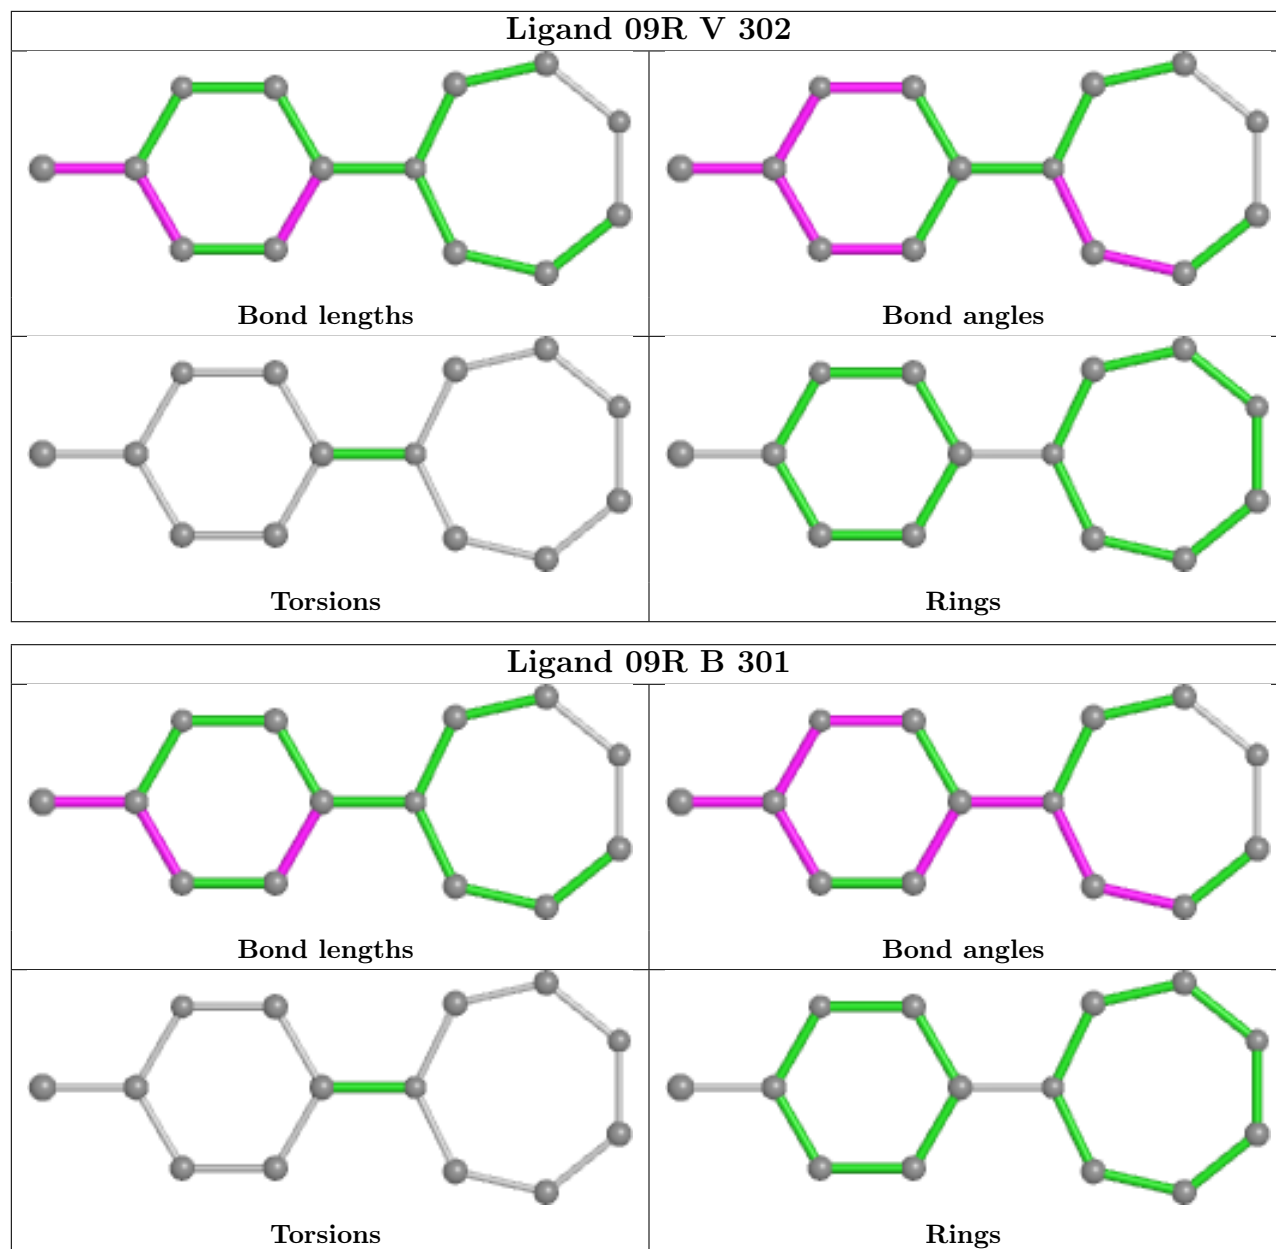 Ligand 09R V 302
Bond lengths
Bond angles
Torsions
Rings
Ligand 09R B 301
Bond lengths
Bond angles
Torsions
Rings